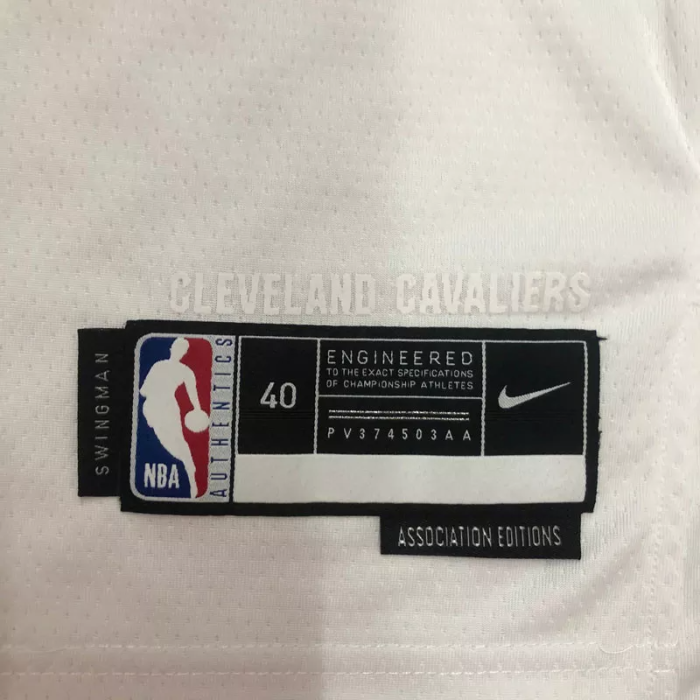 CLEVELAND CAVALIERS
SWINGMAN
NBA
AUTHENTICS
40
ENGINEERED
TO THE EXACT SPECIFICATIONS
OF CHAMPIONSHIP ATHLETES
PV374503AA
ASSOCIATION EDITIONS